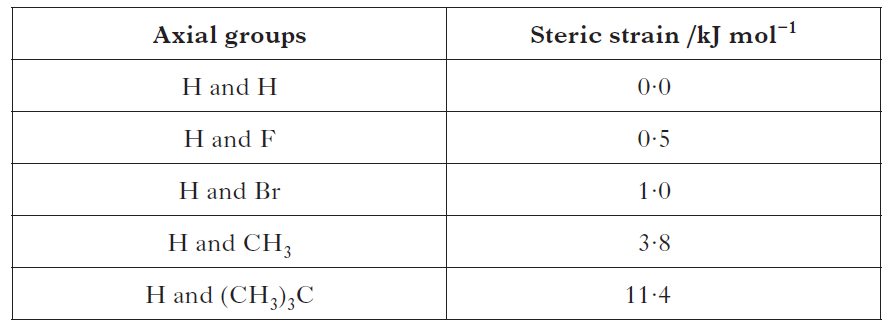 Axial groups Steric strain /kJ mol⁻¹
H and H 0·0
H and F 0·5
H and Br 1·0
H and CH₃ 3·8
H and (CH₃)₃C 11·4